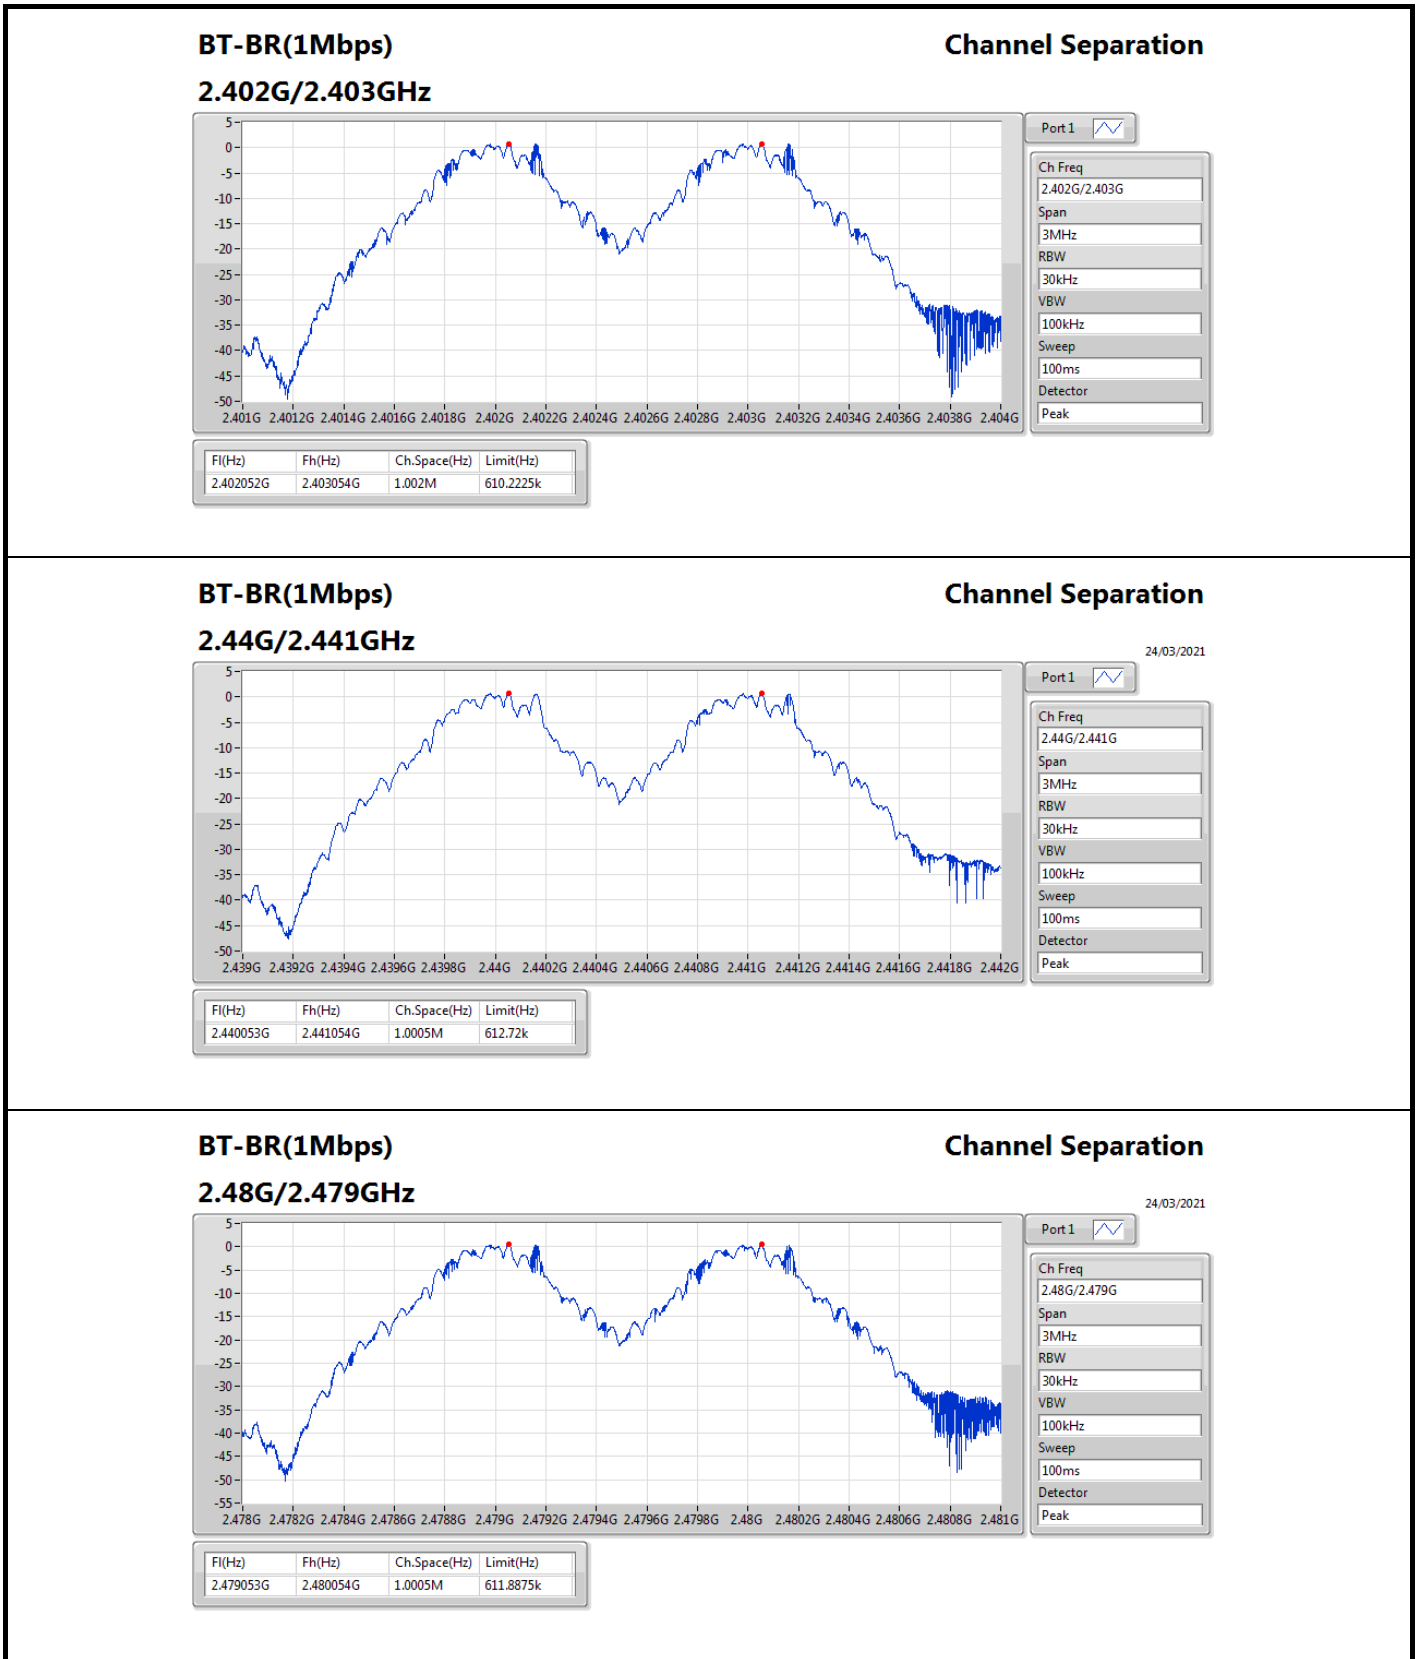 BT-BR(1Mbps) Channel Separation
2.402G/2.403GHz
Port 1
5
0
-5
-10
-15
-20
-25
-30
-35
-40
-45
-50
2.401G 2.4012G 2.4014G 2.4016G 2.4018G 2.402G 2.4022G 2.4024G 2.4026G 2.4028G 2.403G 2.4032G 2.4034G 2.4036G 2.4038G 2.404G
Ch Freq
2.402G/2.403G
Span
3MHz
RBW
30kHz
VBW
100kHz
Sweep
100ms
Detector
Peak
Fl(Hz) Fh(Hz) Ch.Space(Hz) Limit(Hz)
2.402052G 2.403054G 1.002M 610.2225k
BT-BR(1Mbps) Channel Separation
2.44G/2.441GHz
24/03/2021
Port 1
5
0
-5
-10
-15
-20
-25
-30
-35
-40
-45
-50
2.439G 2.4392G 2.4394G 2.4396G 2.4398G 2.44G 2.4402G 2.4404G 2.4406G 2.4408G 2.441G 2.4412G 2.4414G 2.4416G 2.4418G 2.442G
Ch Freq
2.44G/2.441G
Span
3MHz
RBW
30kHz
VBW
100kHz
Sweep
100ms
Detector
Peak
Fl(Hz) Fh(Hz) Ch.Space(Hz) Limit(Hz)
2.440053G 2.441054G 1.0005M 612.72k
BT-BR(1Mbps) Channel Separation
2.48G/2.479GHz
24/03/2021
Port 1
5
0
-5
-10
-15
-20
-25
-30
-35
-40
-45
-50
-55
2.478G 2.4782G 2.4784G 2.4786G 2.4788G 2.479G 2.4792G 2.4794G 2.4796G 2.4798G 2.48G 2.4802G 2.4804G 2.4806G 2.4808G 2.481G
Ch Freq
2.48G/2.479G
Span
3MHz
RBW
30kHz
VBW
100kHz
Sweep
100ms
Detector
Peak
Fl(Hz) Fh(Hz) Ch.Space(Hz) Limit(Hz)
2.479053G 2.480054G 1.0005M 611.8875k